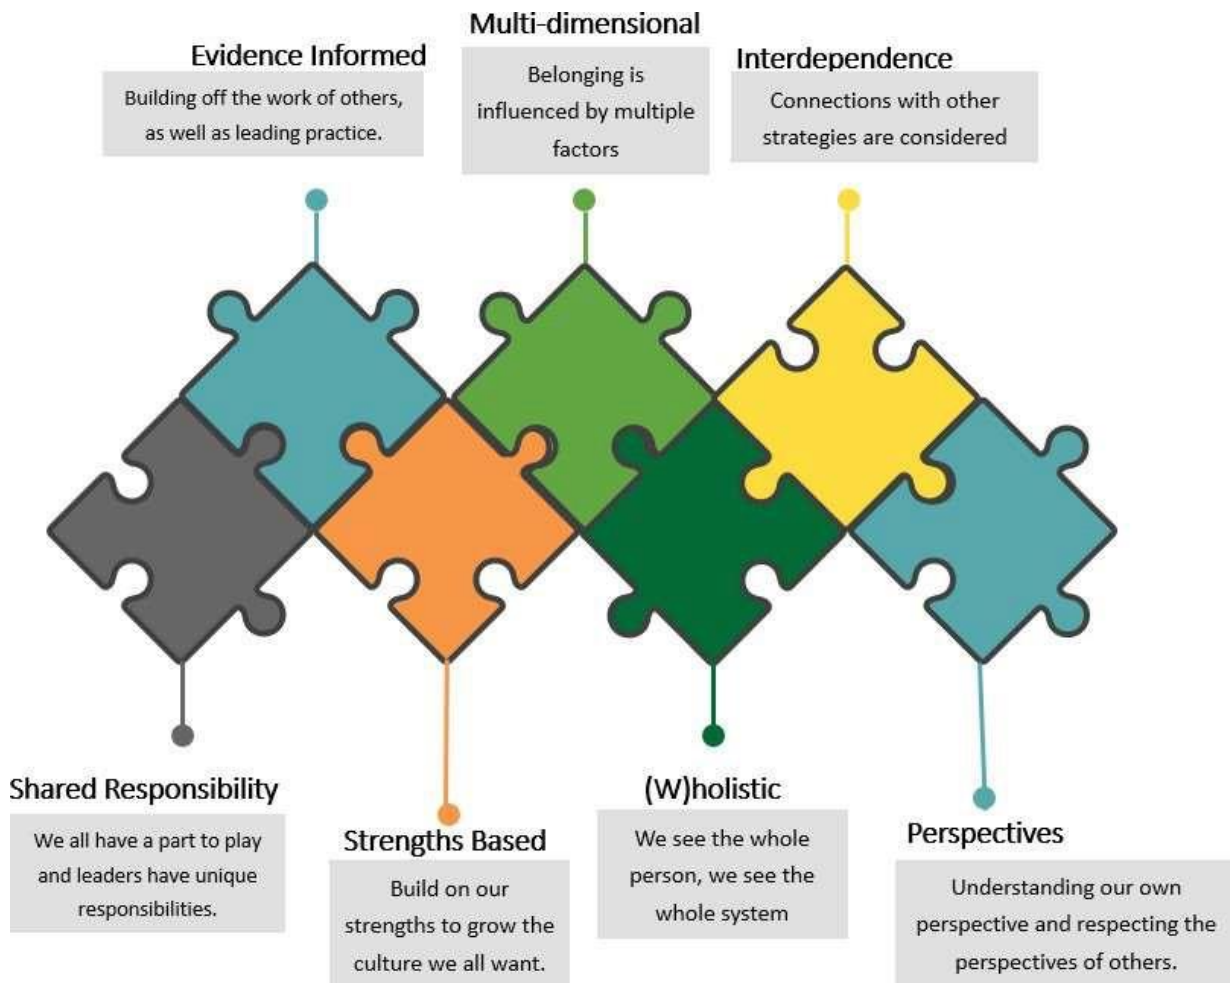 Evidence Informed
Building off the work of others,
as well as leading practice.
Multi-dimensional
Belonging is
influenced by multiple
factors
Interdependence
Connections with other
strategies are considered
Shared Responsibility
We all have a part to play
and leaders have unique
responsibilities.
Strengths Based
Build on our
strengths to grow the
culture we all want.
(W)holistic
We see the whole
person, we see the
whole system
Perspectives
Understanding our own
perspective and respecting the
perspectives of others.